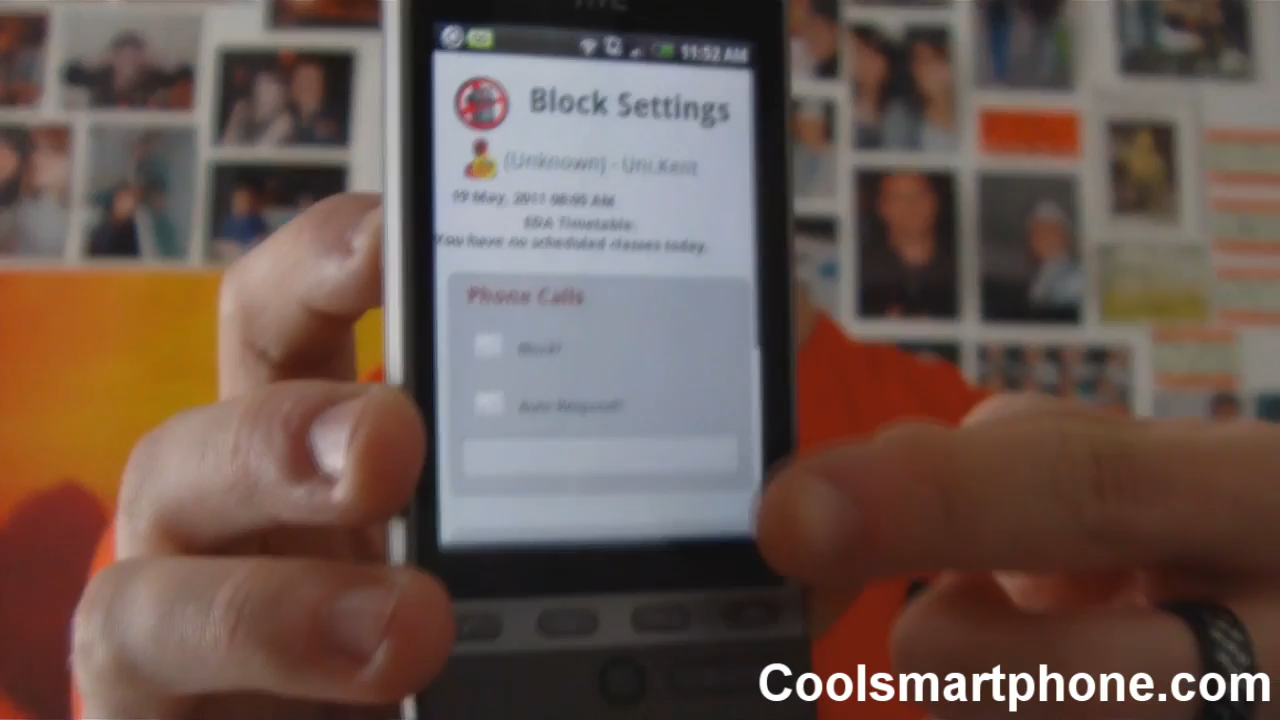 HTC
11:52 AM
Block Settings
(Unknown) - Uni.Kent
19 May, 2011 08:05 AM
SDA Timetable:
You have no scheduled classes today.
Phone Calls
Block?
Auto Respond?
Coolsmartphone.com